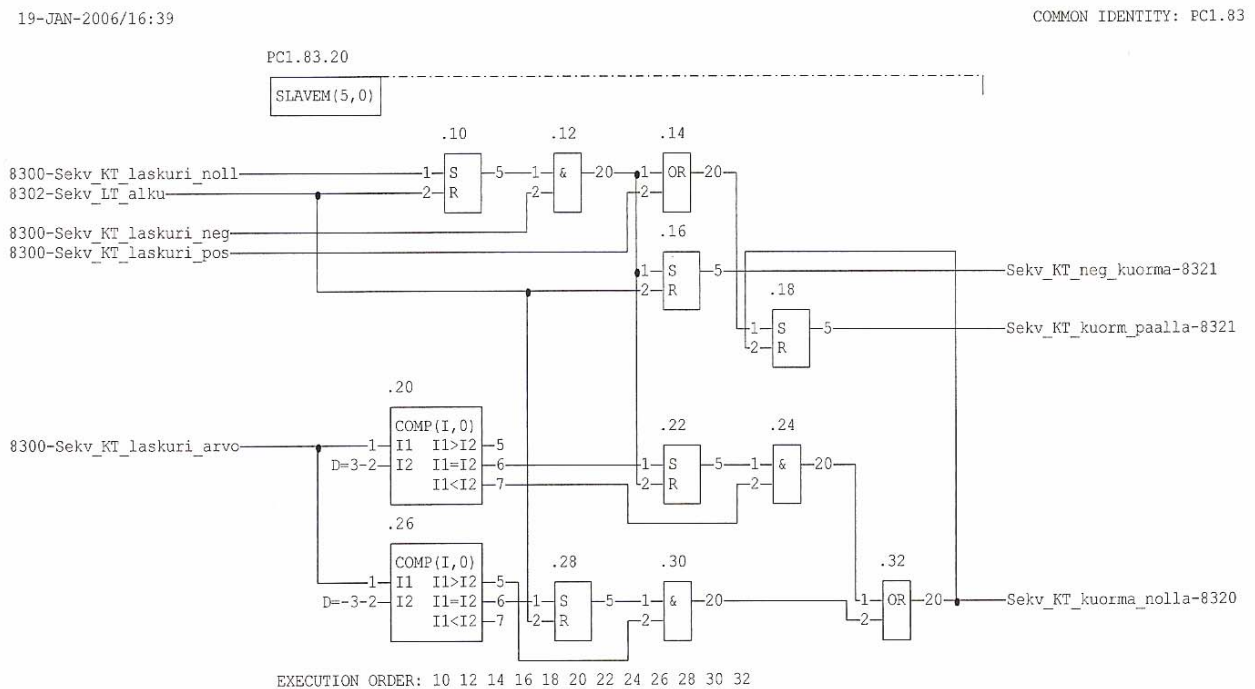 19-JAN-2006/16:39
COMMON IDENTITY: PC1.83
PC1.83.20
SLAVEM(5,0)
.10 .12 .14
8300-Sekv_KT_laskuri_noll 1 S 5 1 & 20 1 OR 20
8302-Sekv_LT_alku 2 R 2 2
8300-Sekv_KT_laskuri_neg
8300-Sekv_KT_laskuri_pos
.16
1 S 5 Sekv_KT_neg_kuorma-8321
2 R
.18
1 S 5 Sekv_KT_kuorm_paalla-8321
2 R
.20
COMP(I,0)
8300-Sekv_KT_laskuri_arvo 1 I1 I1>I2 5
D=3-2 I2 I1=I2 6
I1<I2 7
.22 .24
1 S 5 1 & 20
2 R 2
.26
COMP(I,0)
1 I1 I1>I2 5
D=-3-2 I2 I1=I2 6
I1<I2 7
.28 .30 .32
1 S 5 1 & 20 1 OR 20 Sekv_KT_kuorma_nolla-8320
2 R 2 2
EXECUTION ORDER: 10 12 14 16 18 20 22 24 26 28 30 32